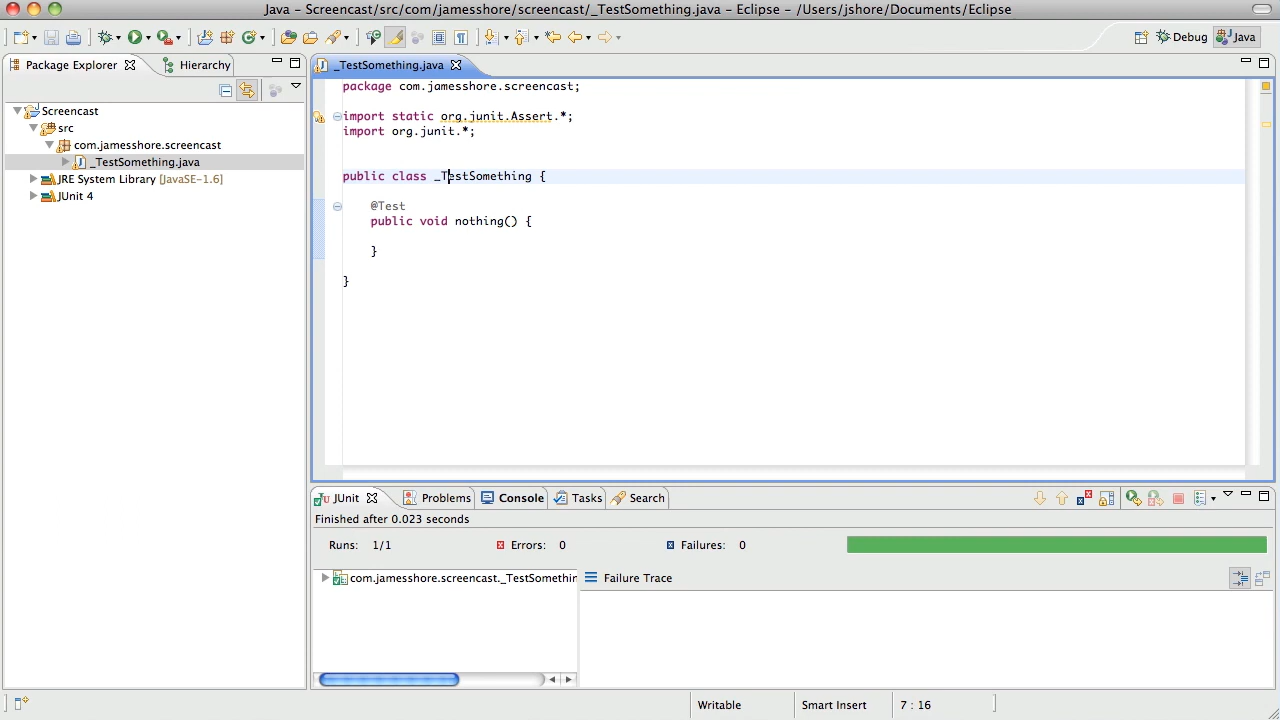 Java - Screencast/src/com/jamesshore/screencast/_TestSomething.java - Eclipse - /Users/jshore/Documents/Eclipse
Debug
Java
Package Explorer
Hierarchy
_TestSomething.java
Screencast
src
com.jamesshore.screencast
_TestSomething.java
JRE System Library [JavaSE-1.6]
JUnit 4
package com.jamesshore.screencast;
import static org.junit.Assert.*;
import org.junit.*;
public class _TestSomething {
@Test
public void nothing() {
}
}
JUnit
Problems
Console
Tasks
Search
Finished after 0.023 seconds
Runs: 1/1
Errors: 0
Failures: 0
com.jamesshore.screencast._TestSomethin
Failure Trace
Writable
Smart Insert
7 : 16